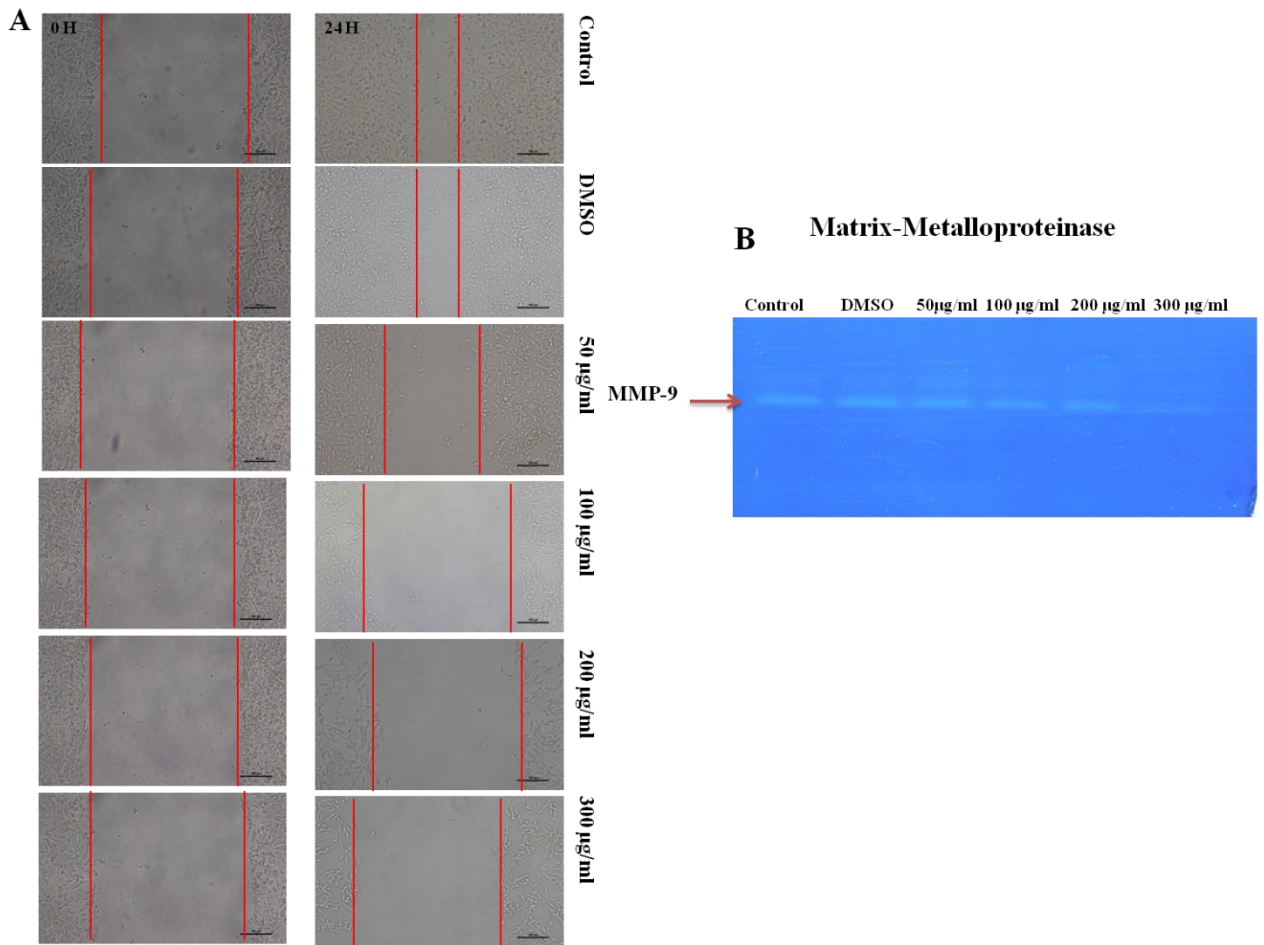 A
0 H
24 H
Control
DMSO
50 µg/ml
100 µg/ml
200 µg/ml
300 µg/ml
B
Matrix-Metalloproteinase
Control DMSO 50µg/ml 100 µg/ml 200 µg/ml 300 µg/ml
MMP-9